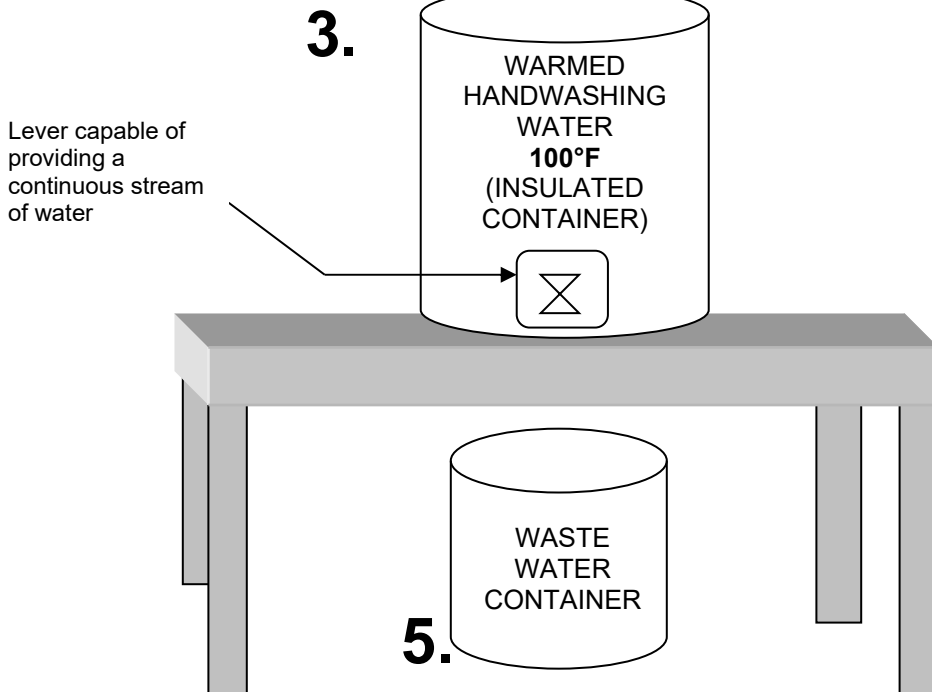 3.
WARMED
HANDWASHING
WATER
100°F
(INSULATED
CONTAINER)
Lever capable of
providing a
continuous stream
of water
WASTE
WATER
CONTAINER
5.